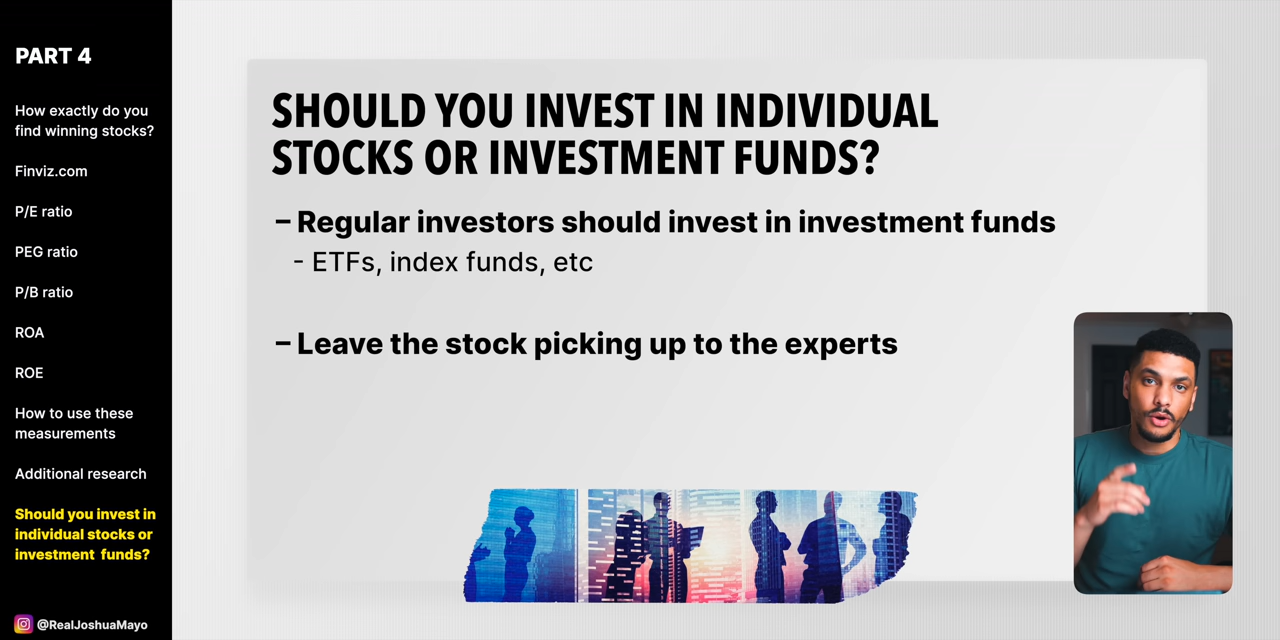 PART 4
How exactly do you
find winning stocks?
Finviz.com
P/E ratio
PEG ratio
P/B ratio
ROA
ROE
How to use these
measurements
Additional research
Should you invest in
individual stocks or
investment funds?
@RealJoshuaMayo
SHOULD YOU INVEST IN INDIVIDUAL
STOCKS OR INVESTMENT FUNDS?
– Regular investors should invest in investment funds
- ETFs, index funds, etc
– Leave the stock picking up to the experts